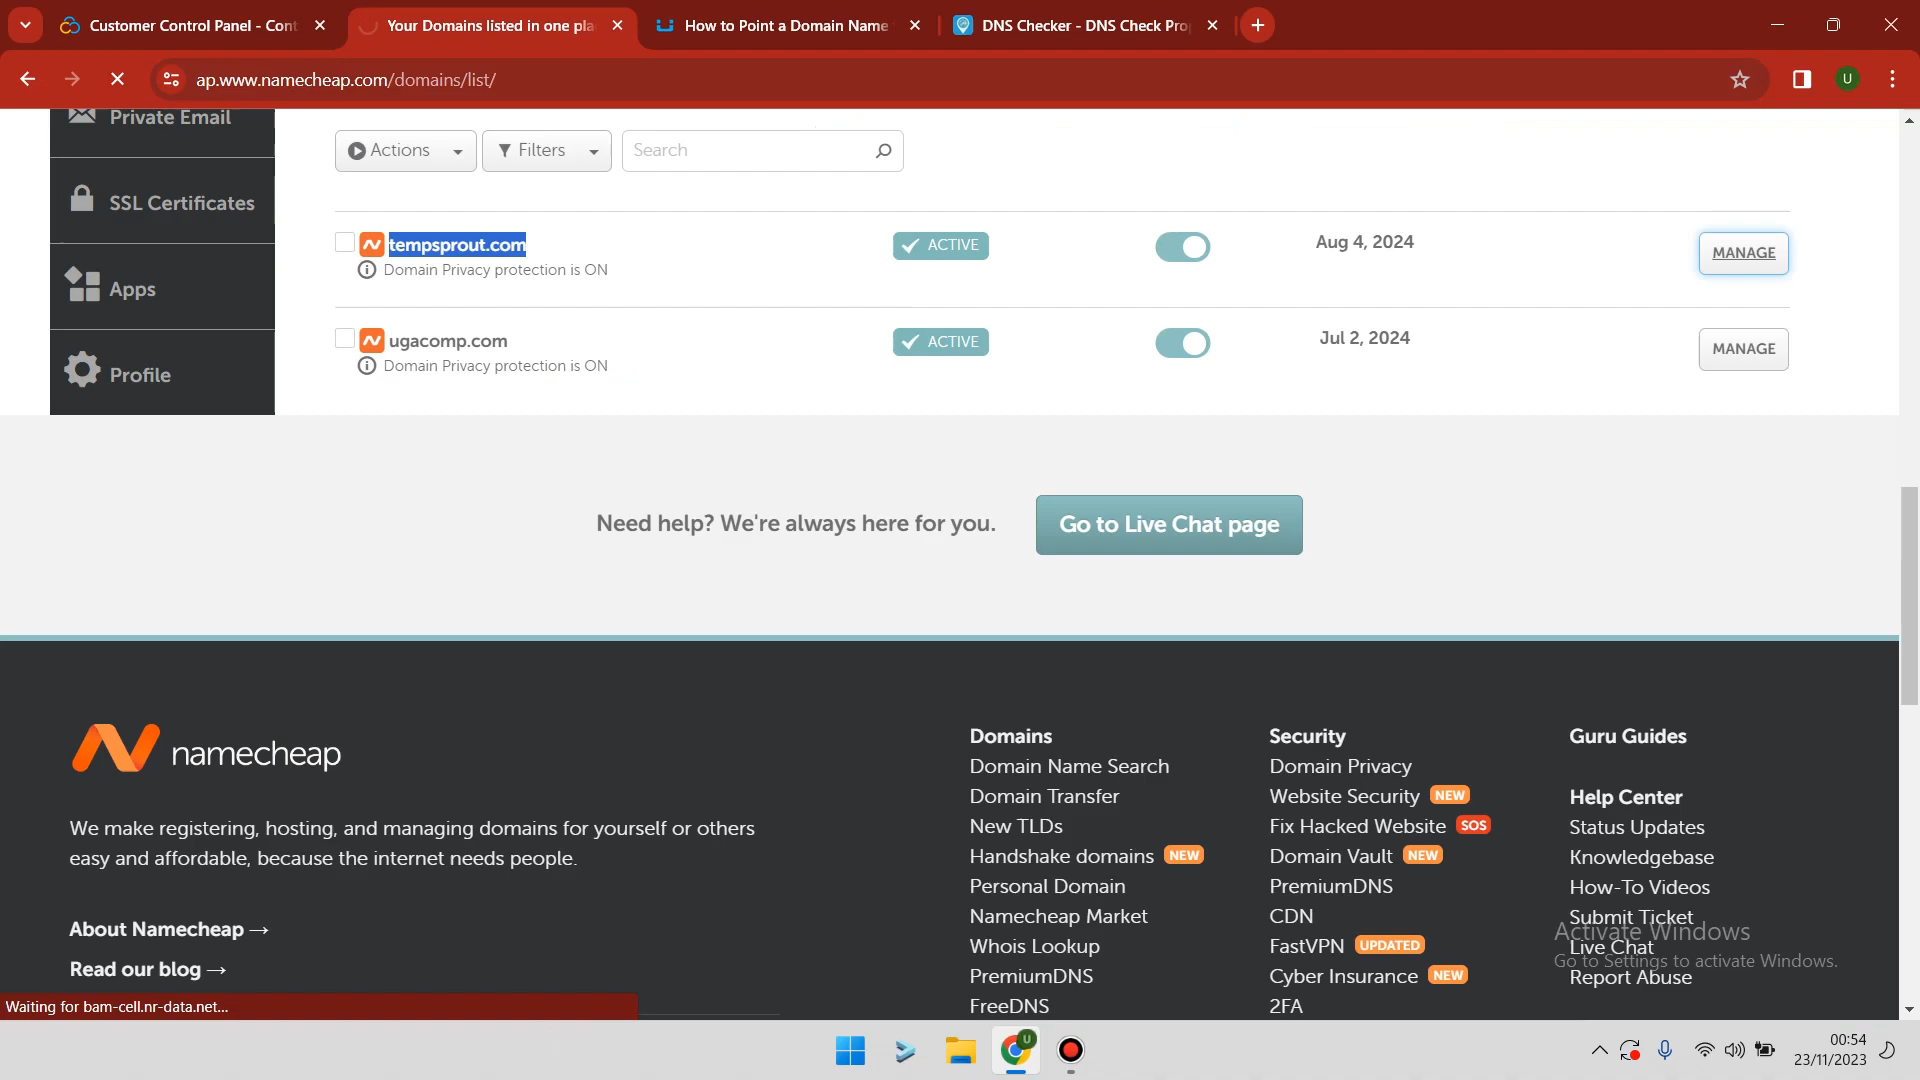 Customer Control Panel - Cont
Your Domains listed in one pla
How to Point a Domain Name
DNS Checker - DNS Check Pro
ap.www.namecheap.com/domains/list/
U
Private Email
SSL Certificates
Apps
Profile
Actions
Filters
Search
tempsprout.com
Domain Privacy protection is ON
ACTIVE
Aug 4, 2024
MANAGE
ugacomp.com
Domain Privacy protection is ON
ACTIVE
Jul 2, 2024
MANAGE
Need help? We're always here for you.
Go to Live Chat page
namecheap
We make registering, hosting, and managing domains for yourself or others
easy and affordable, because the internet needs people.
About Namecheap →
Read our blog →
Domains
Domain Name Search
Domain Transfer
New TLDs
Handshake domains NEW
Personal Domain
Namecheap Market
Whois Lookup
PremiumDNS
FreeDNS
Security
Domain Privacy
Website Security NEW
Fix Hacked Website SOS
Domain Vault NEW
PremiumDNS
CDN
FastVPN UPDATED
Cyber Insurance NEW
2FA
Guru Guides
Help Center
Status Updates
Knowledgebase
How-To Videos
Submit Ticket
Live Chat
Report Abuse
Activate Windows
Go to Settings to activate Windows.
Waiting for bam-cell.nr-data.net...
U
00:54
23/11/2023